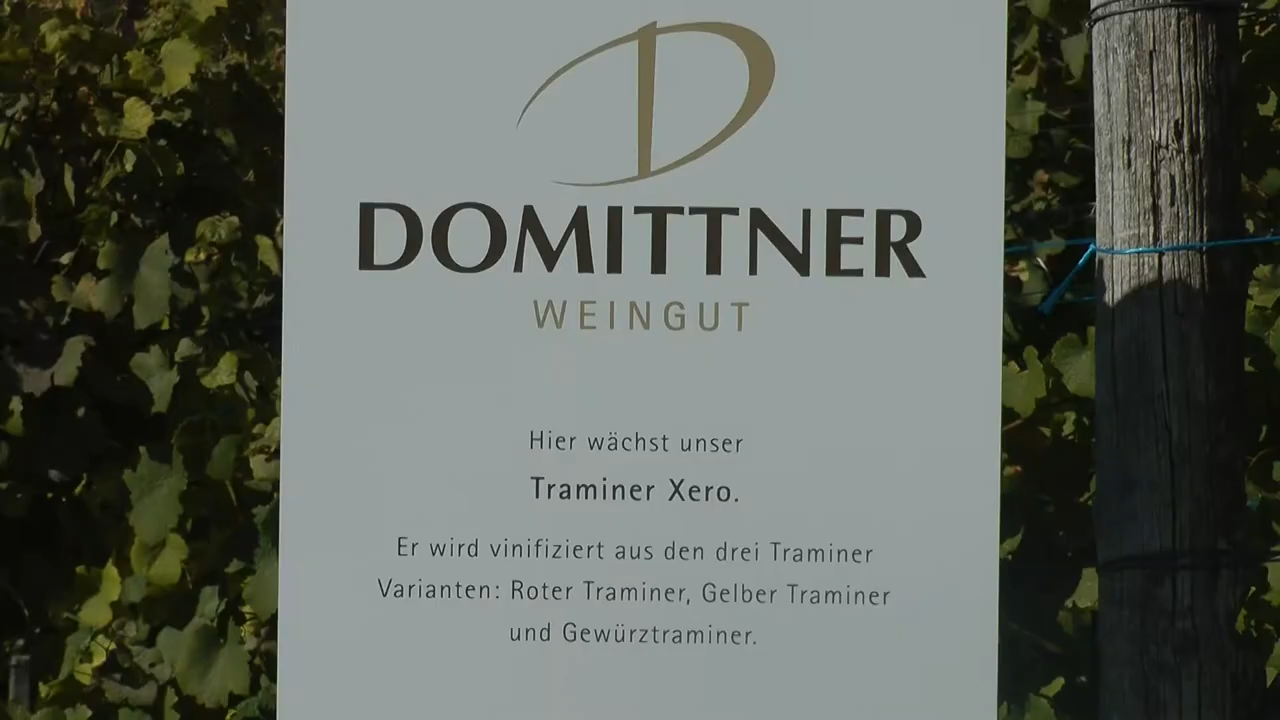 D
DOMITTNER
WEINGUT
Hier wächst unser
Traminer Xero.
Er wird vinifiziert aus den drei Traminer
Varianten: Roter Traminer, Gelber Traminer
und Gewürztraminer.